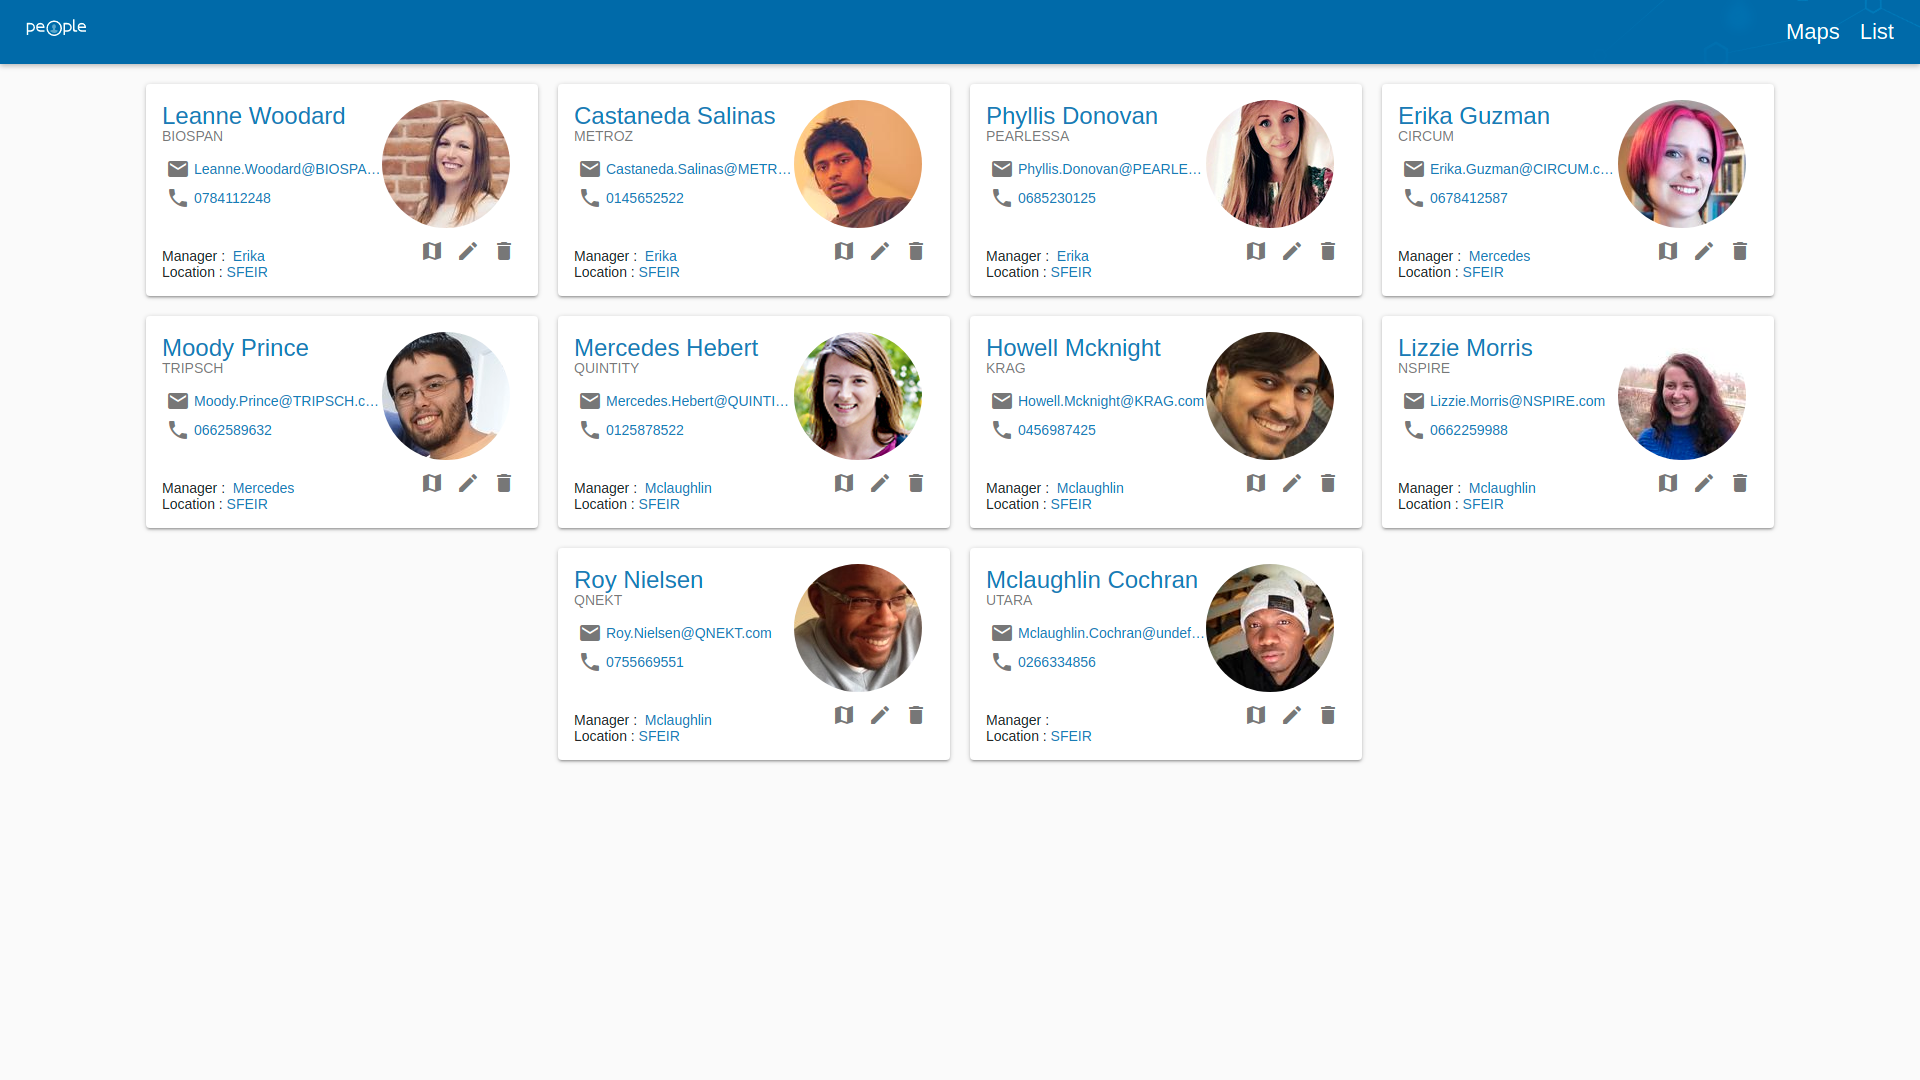 people
Maps List
Leanne Woodard
BIOSPAN
Leanne.Woodard@BIOSPA...
0784112248
Manager : Erika
Location : SFEIR
Castaneda Salinas
METROZ
Castaneda.Salinas@METR...
0145652522
Manager : Erika
Location : SFEIR
Phyllis Donovan
PEARLESSA
Phyllis.Donovan@PEARLE...
0685230125
Manager : Erika
Location : SFEIR
Erika Guzman
CIRCUM
Erika.Guzman@CIRCUM.c...
0678412587
Manager : Mercedes
Location : SFEIR
Moody Prince
TRIPSCH
Moody.Prince@TRIPSCH.c...
0662589632
Manager : Mercedes
Location : SFEIR
Mercedes Hebert
QUINTITY
Mercedes.Hebert@QUINTI...
0125878522
Manager : Mclaughlin
Location : SFEIR
Howell Mcknight
KRAG
Howell.Mcknight@KRAG.com
0456987425
Manager : Mclaughlin
Location : SFEIR
Lizzie Morris
NSPIRE
Lizzie.Morris@NSPIRE.com
0662259988
Manager : Mclaughlin
Location : SFEIR
Roy Nielsen
QNEKT
Roy.Nielsen@QNEKT.com
0755669551
Manager : Mclaughlin
Location : SFEIR
Mclaughlin Cochran
UTARA
Mclaughlin.Cochran@undef...
0266334856
Manager :
Location : SFEIR